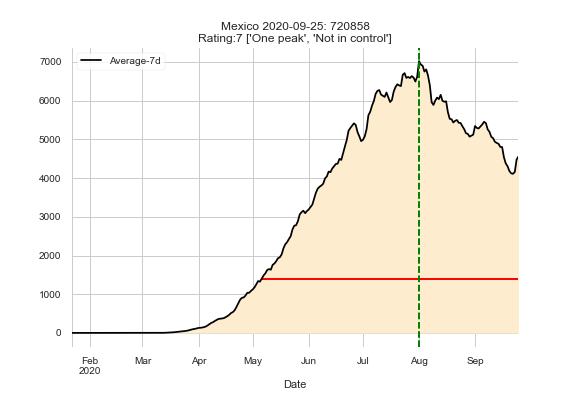 Mexico 2020-09-25: 720858
Rating:7 ['One peak', 'Not in control']
Average-7d
7000
6000
5000
4000
3000
2000
1000
0
Feb Mar Apr May Jun Jul Aug Sep
2020
Date